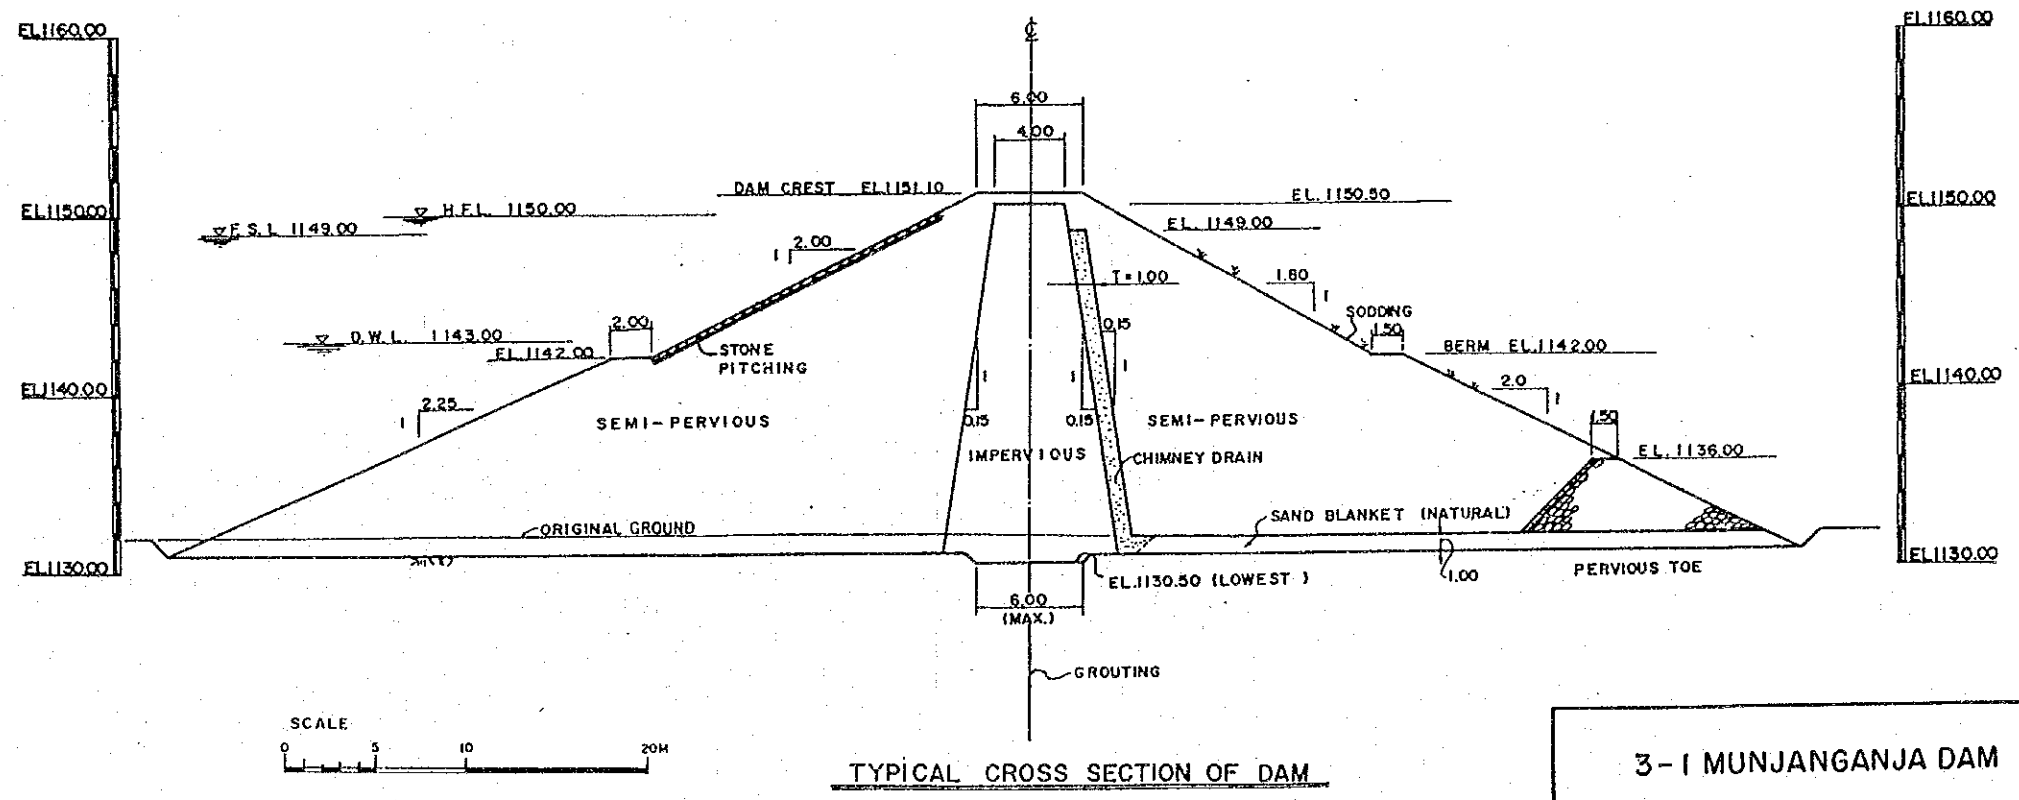 EL.1160.00
EL.1160.00
℄
6.00
4.00
DAM CREST EL.1151.10
EL. 1150.50
EL.1150.00
EL.1150.00
H.F.L. 1150.00
F.S.L 1149.00
EL. 1149.00
2.00
1
T=1.00
1.80
1
SODDING
1.50
D.W.L. 1143.00
2.00
0.15
EL.1142.00
STONE
PITCHING
BERM EL.1142.00
1
1
1
EL.1140.00
EL.1140.00
2.25
1
2.0
1
0.15
0.15
1.50
SEMI-PERVIOUS
SEMI-PERVIOUS
IMPERVIOUS
CHIMNEY DRAIN
EL.1136.00
ORIGINAL GROUND
SAND BLANKET (NATURAL)
EL.1130.00
EL.1130.00
EL.1130.50 (LOWEST )
1.00
PERVIOUS TOE
6.00
(MAX.)
GROUTING
SCALE
0 5 10 20M
TYPICAL CROSS SECTION OF DAM
3-1 MUNJANGANJA DAM